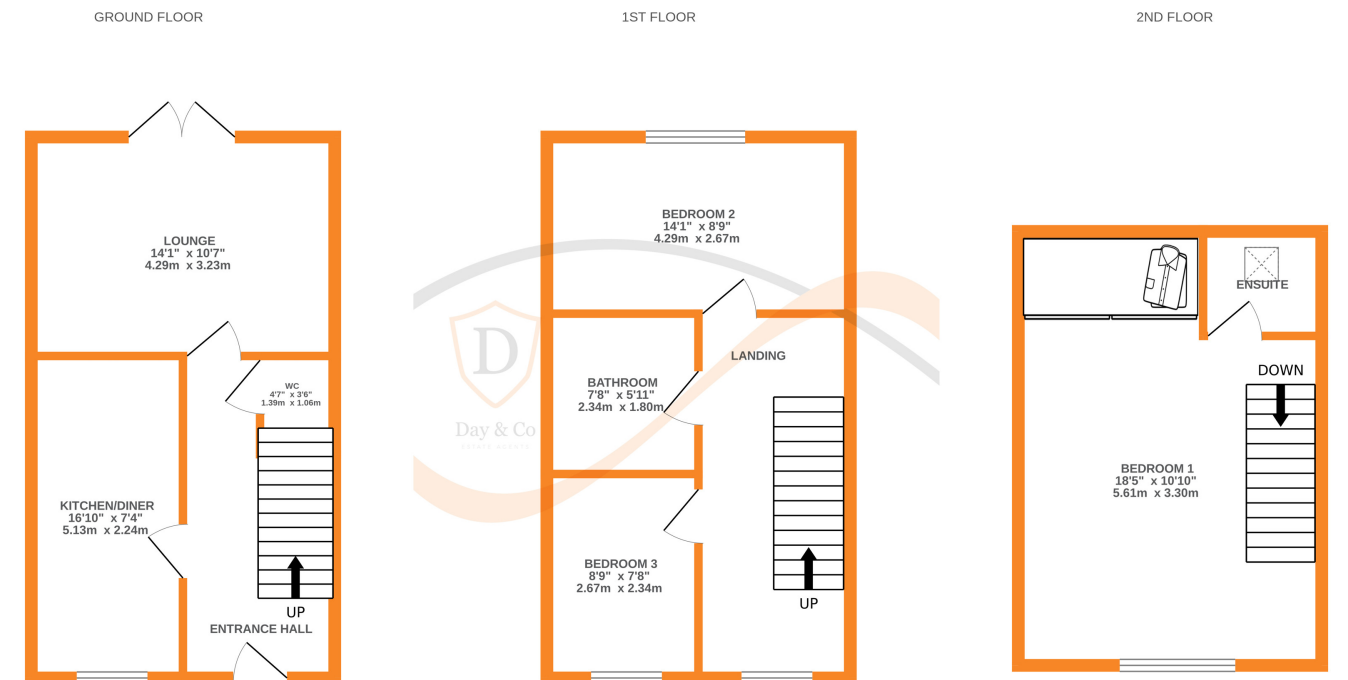 GROUND FLOOR
1ST FLOOR
2ND FLOOR
LOUNGE
14'1" x 10'7"
4.29m x 3.23m
WC
4'7" x 3'6"
1.39m x 1.06m
KITCHEN/DINER
16'10" x 7'4"
5.13m x 2.24m
UP
ENTRANCE HALL
BEDROOM 2
14'1" x 8'9"
4.29m x 2.67m
LANDING
BATHROOM
7'8" x 5'11"
2.34m x 1.80m
BEDROOM 3
8'9" x 7'8"
2.67m x 2.34m
UP
D
Day & Co
ESTATE AGENTS
ENSUITE
DOWN
BEDROOM 1
18'5" x 10'10"
5.61m x 3.30m